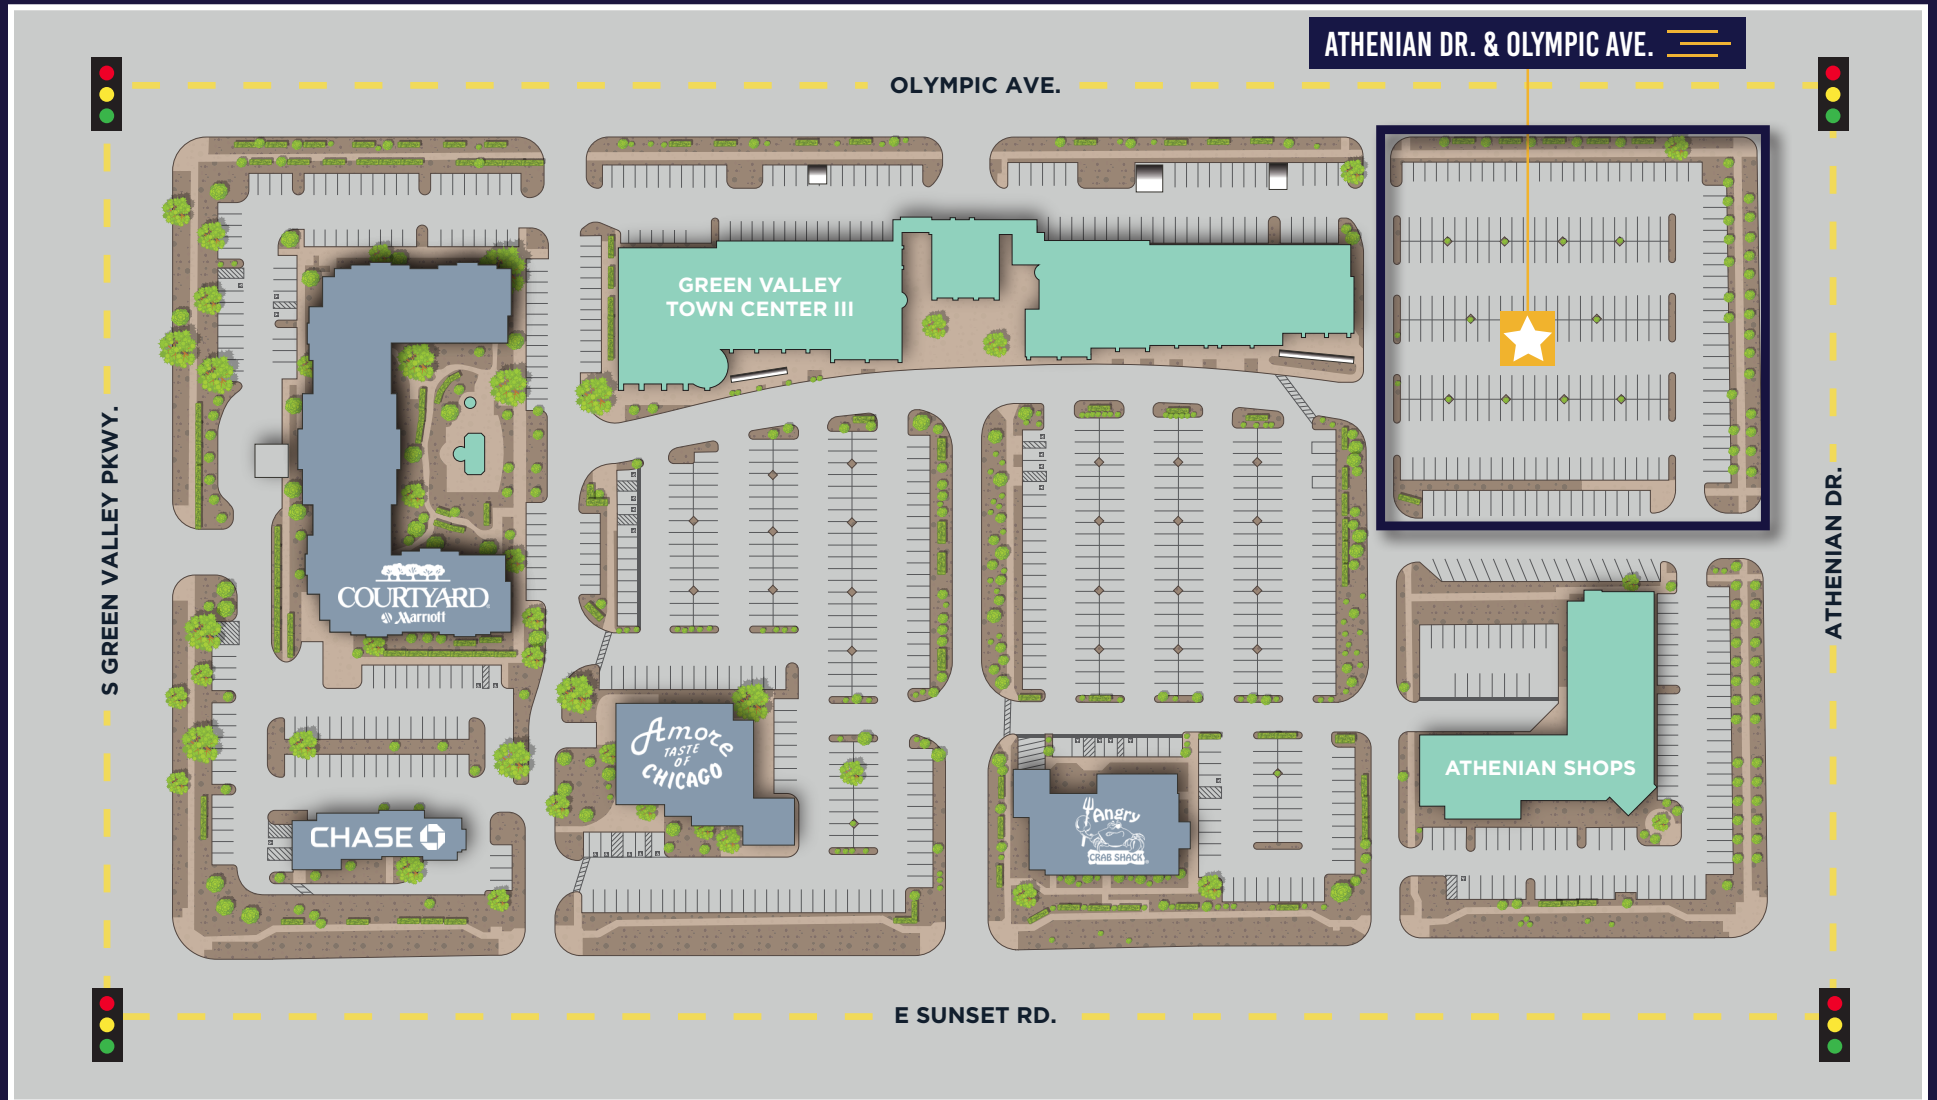 ATHENIAN DR. & OLYMPIC AVE.
OLYMPIC AVE.
GREEN VALLEY
TOWN CENTER III
S GREEN VALLEY PKWY.
ATHENIAN DR.
COURTYARD
Marriott
Amore
TASTE
OF
CHICAGO
ATHENIAN SHOPS
CHASE
Angry
CRAB SHACK
E SUNSET RD.